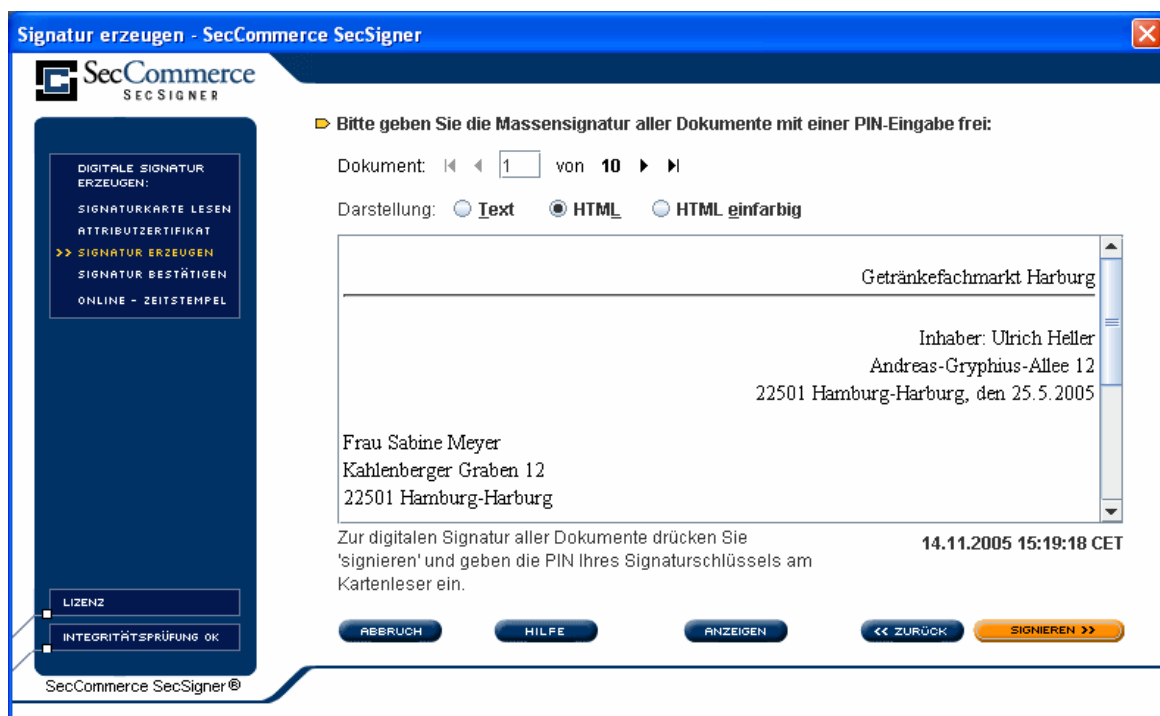 Signatur erzeugen - SecCommerce SecSigner
SecCommerce
SECSIGNER
DIGITALE SIGNATUR
ERZEUGEN:
SIGNATURKARTE LESEN
ATTRIBUTZERTIFIKAT
>> SIGNATUR ERZEUGEN
SIGNATUR BESTÄTIGEN
ONLINE - ZEITSTEMPEL
LIZENZ
INTEGRITÄTSPRÜFUNG OK
SecCommerce SecSigner®
Bitte geben Sie die Massensignatur aller Dokumente mit einer PIN-Eingabe frei:
Dokument: 1 von 10
Darstellung: Text HTML HTML einfarbig
Getränkefachmarkt Harburg
Inhaber: Ulrich Heller
Andreas-Gryphius-Allee 12
22501 Hamburg-Harburg, den 25.5.2005
Frau Sabine Meyer
Kahlenberger Graben 12
22501 Hamburg-Harburg
Zur digitalen Signatur aller Dokumente drücken Sie
'signieren' und geben die PIN Ihres Signaturschlüssels am
Kartenleser ein.
14.11.2005 15:19:18 CET
ABBRUCH HILFE ANZEIGEN << ZURÜCK SIGNIEREN >>